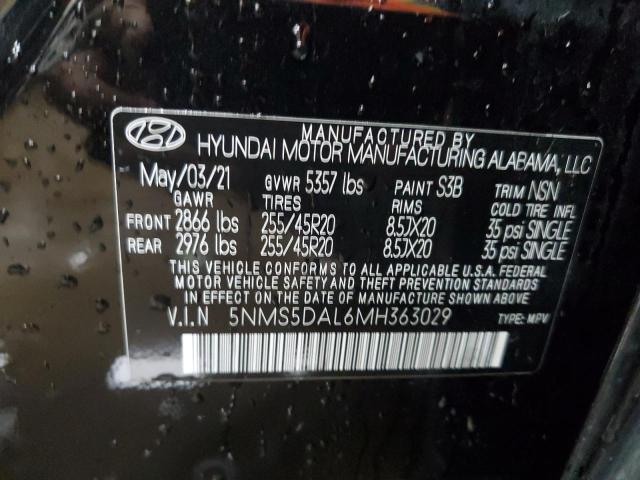 MANUFACTURED BY
HYUNDAI MOTOR MANUFACTURING ALABAMA, LLC
May/03/21 GVWR 5357 lbs PAINT S3B TRIM NSN
GAWR TIRES RIMS COLD TIRE INFL
FRONT 2866 lbs 255/45R20 8.5JX20 35 psi SINGLE
REAR 2976 lbs 255/45R20 8.5JX20 35 psi SINGLE
THIS VEHICLE CONFORMS TO ALL APPLICABLE U.S.A. FEDERAL
MOTOR VEHICLE SAFETY AND THEFT PREVENTION STANDARDS
IN EFFECT ON THE DATE OF MANUFACTURE SHOWN ABOVE.
V.I.N 5NMS5DAL6MH363029 TYPE: MPV